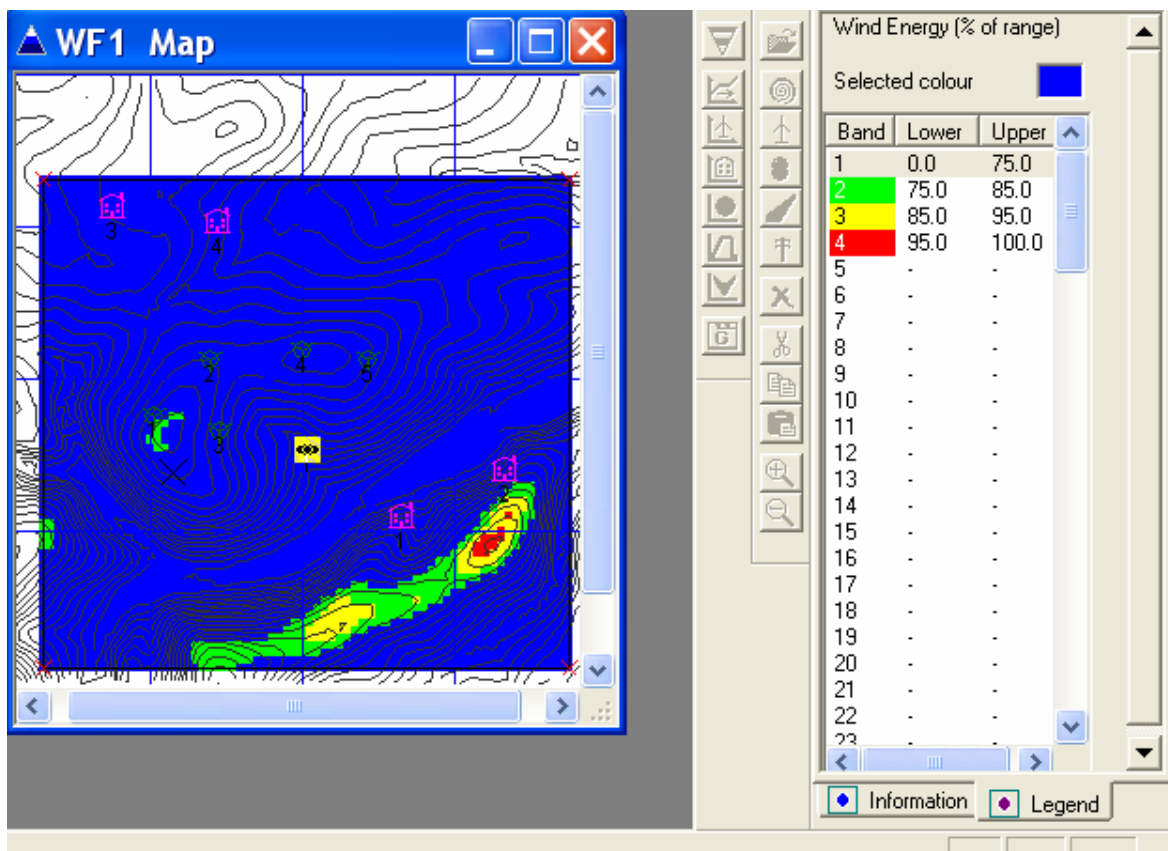 WF1 Map
3
4
2
4
5
1
3
2
1
Wind Energy (% of range)
Selected colour
Band Lower Upper
1 0.0 75.0
2 75.0 85.0
3 85.0 95.0
4 95.0 100.0
5 - -
6 - -
7 - -
8 - -
9 - -
10 - -
11 - -
12 - -
13 - -
14 - -
15 - -
16 - -
17 - -
18 - -
19 - -
20 - -
21 - -
22 - -
23 - -
G
Information Legend